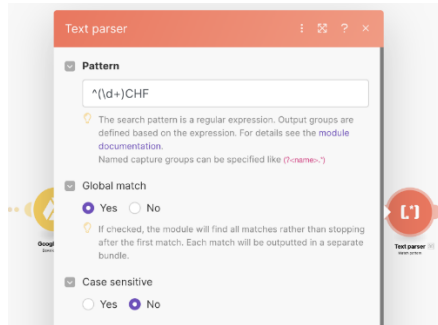 Text parser
Pattern
^(\d+)CHF
The search pattern is a regular expression. Output groups are
defined based on the expression. For details see the module
documentation.
Named capture groups can be specified like (?<name>.*)
Global match
Yes No
If checked, the module will find all matches rather than stopping
after the first match. Each match will be outputted in a separate
bundle.
Case sensitive
Yes No
Google
Text parser